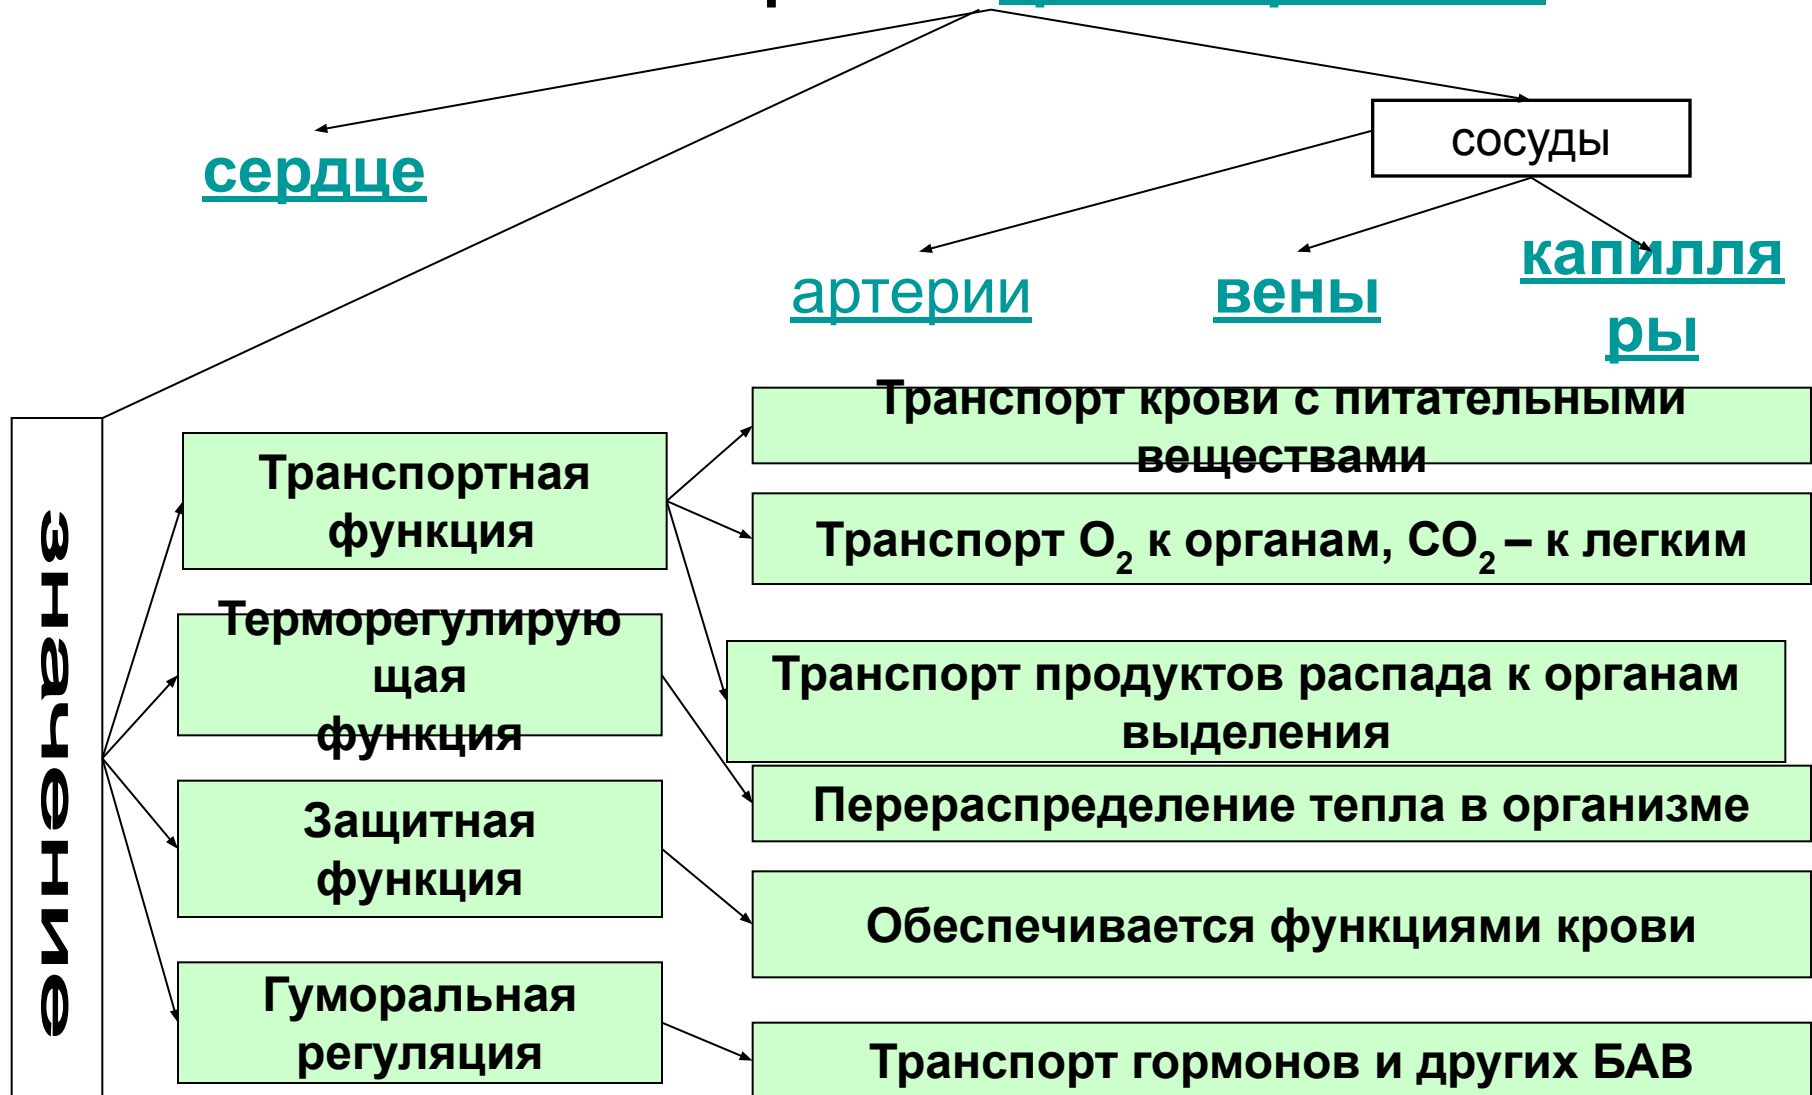 сердце
сосуды
артерии
вены
капилля
ры
значение
Транспортная
функция
Терморегулирую
щая
функция
Защитная
функция
Гуморальная
регуляция
Транспорт крови с питательными
веществами
Транспорт O₂ к органам, CO₂ – к легким
Транспорт продуктов распада к органам
выделения
Перераспределение тепла в организме
Обеспечивается функциями крови
Транспорт гормонов и других БАВ